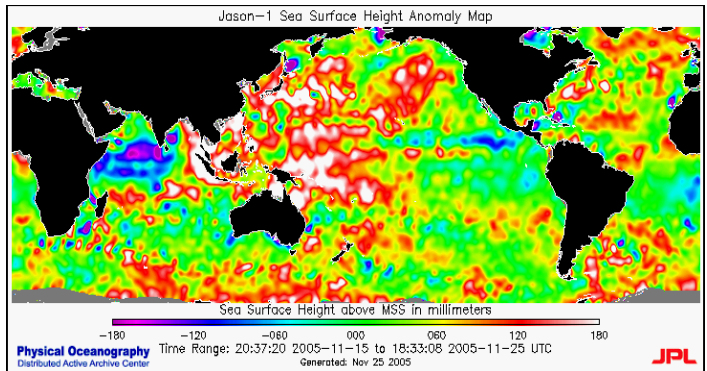 Jason-1 Sea Surface Height Anomaly Map
Sea Surface Height above MSS in millimeters
-180 -120 -060 000 060 120 180
Physical Oceanography
Distributed Active Archive Center
Time Range: 20:37:20 2005-11-15 to 18:33:08 2005-11-25 UTC
Generated: Nov 25 2005
JPL